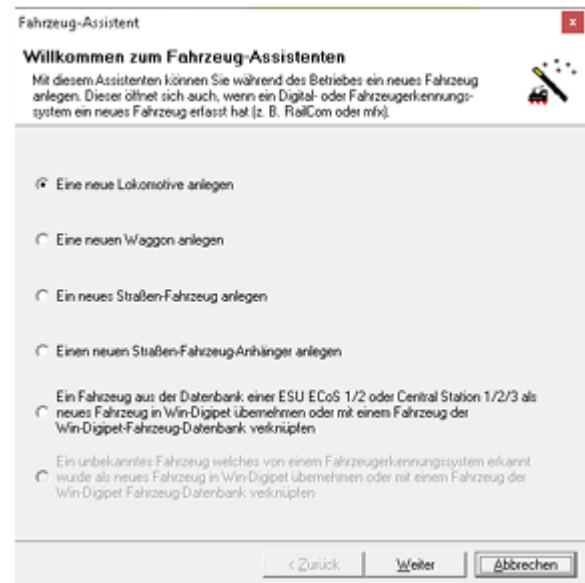 Fahrzeug-Assistent
x
Willkommen zum Fahrzeug-Assistenten
Mit diesem Assistenten können Sie während des Betriebes ein neues Fahrzeug
anlegen. Dieser öffnet sich auch, wenn ein Digital- oder Fahrzeugerkennungs-
system ein neues Fahrzeug erfasst hat (z. B. RailCom oder mfx).
Eine neue Lokomotive anlegen
Eine neuen Waggon anlegen
Ein neues Straßen-Fahrzeug anlegen
Einen neuen Straßen-Fahrzeug-Anhänger anlegen
Ein Fahrzeug aus der Datenbank einer ESU ECoS 1/2 oder Central Station 1/2/3 als
neues Fahrzeug in Win-Digipet übernehmen oder mit einem Fahrzeug der
Win-Digipet-Fahrzeug-Datenbank verknüpfen
Ein unbekanntes Fahrzeug welches von einem Fahrzeugerkennungssystem erkannt
wurde als neues Fahrzeug in Win-Digipet übernehmen oder mit einem Fahrzeug der
Win-Digipet Fahrzeug-Datenbank verknüpfen
< Zurück Weiter Abbrechen